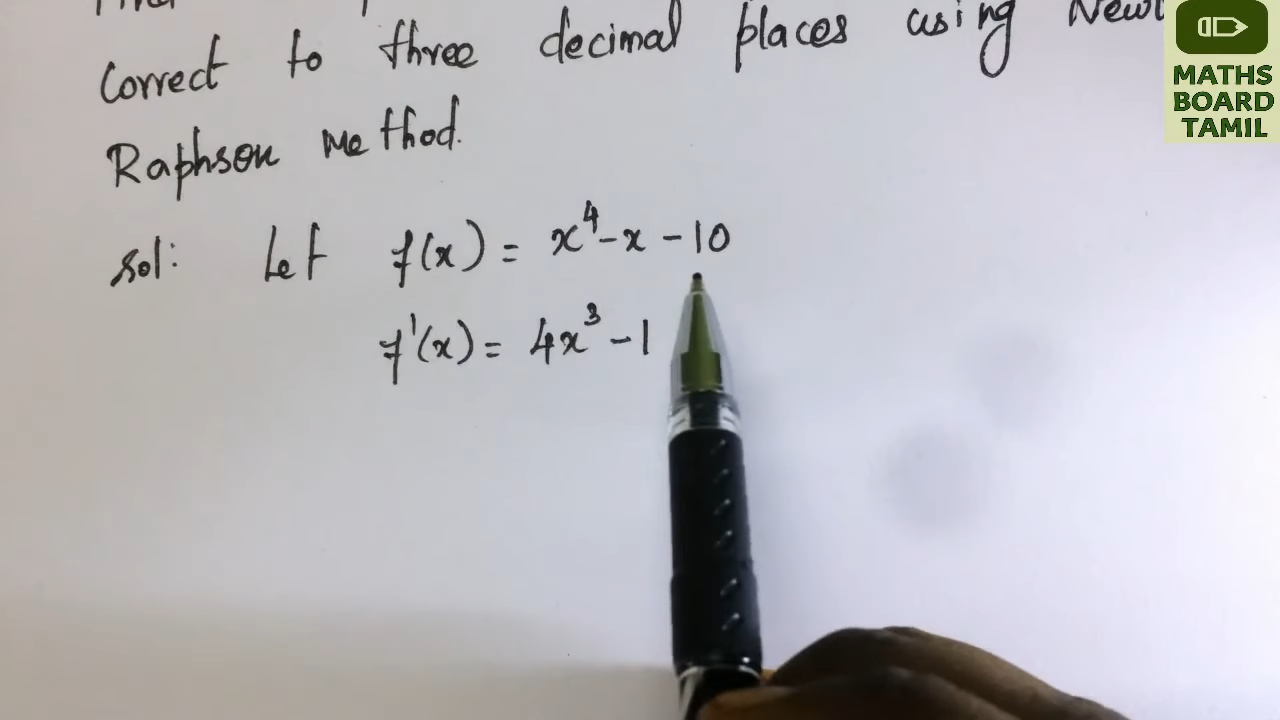 correct to three decimal places using
Raphson method.
sol: Let f(x) = x⁴ - x - 10
f'(x) = 4x³ - 1
MATHS
BOARD
TAMIL